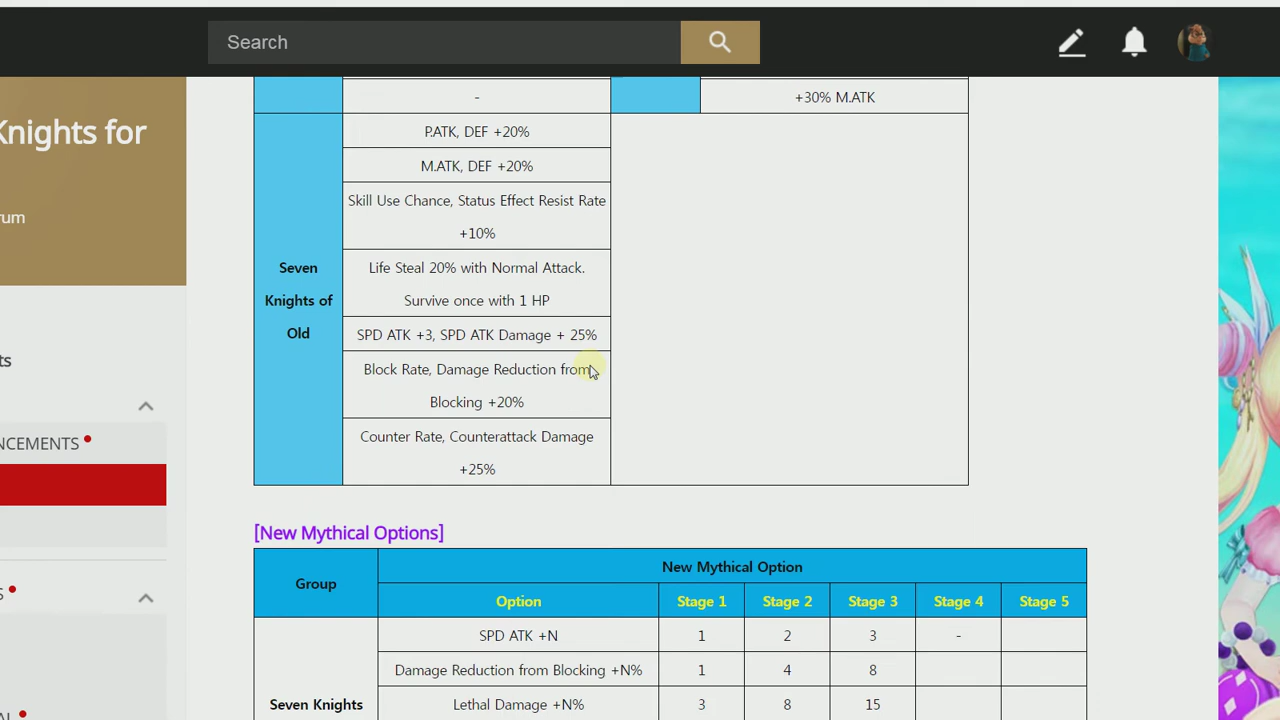 Search
Knights for
rum
ts
NCEMENTS
S
AL
-
+30% M.ATK
Seven
Knights of
Old
P.ATK, DEF +20%
M.ATK, DEF +20%
Skill Use Chance, Status Effect Resist Rate
+10%
Life Steal 20% with Normal Attack.
Survive once with 1 HP
SPD ATK +3, SPD ATK Damage + 25%
Block Rate, Damage Reduction from
Blocking +20%
Counter Rate, Counterattack Damage
+25%
[New Mythical Options]
Group
New Mythical Option
Option Stage 1 Stage 2 Stage 3 Stage 4 Stage 5
SPD ATK +N 1 2 3 -
Damage Reduction from Blocking +N% 1 4 8
Seven Knights Lethal Damage +N% 3 8 15